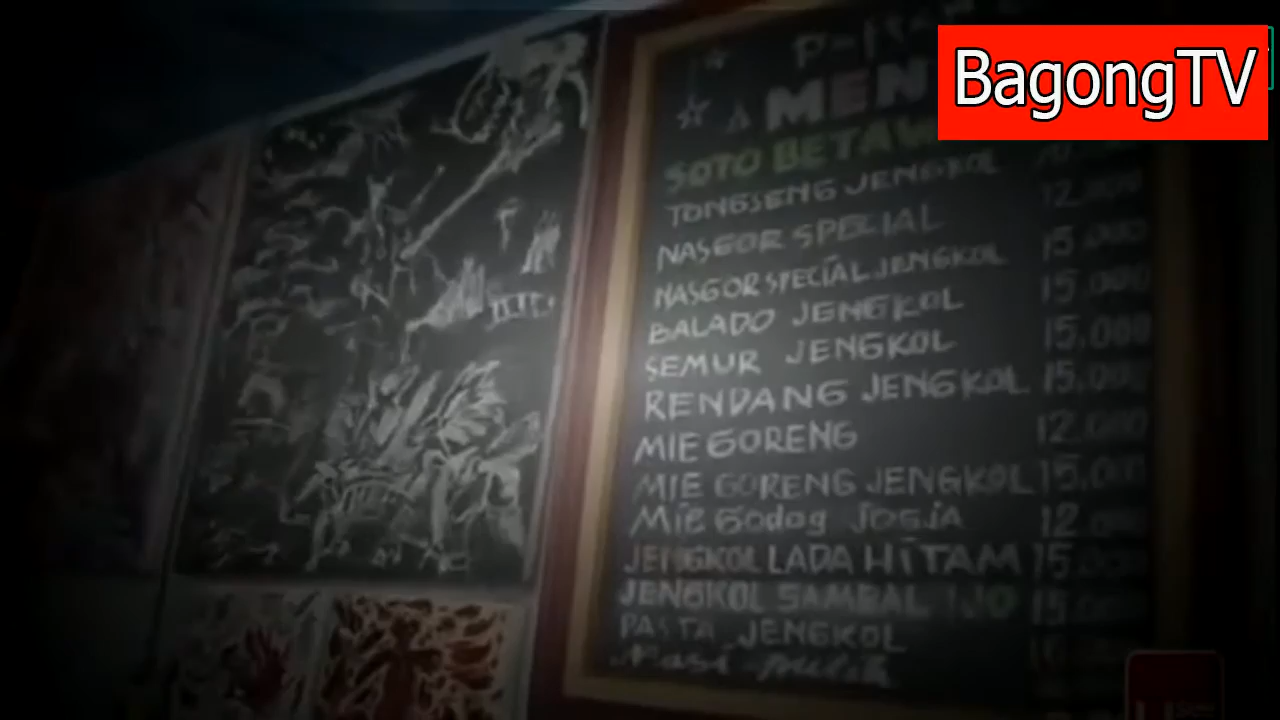 BagongTV
MEN
SOTO BETAW
TONGSENG JENGKOL 12.000
NASGOR SPECIAL 15.000
NASGOR SPECIAL JENGKOL 15.000
BALADO JENGKOL 15.000
SEMUR JENGKOL 15.000
RENDANG JENGKOL 15.000
MIE GORENG 12.000
MIE GORENG JENGKOL 15.000
Mie Godog Jogja 12.000
JENGKOL LADA HITAM 15.000
JENGKOL SAMBAL IJO 15.000
PASTA JENGKOL
Nasi putih